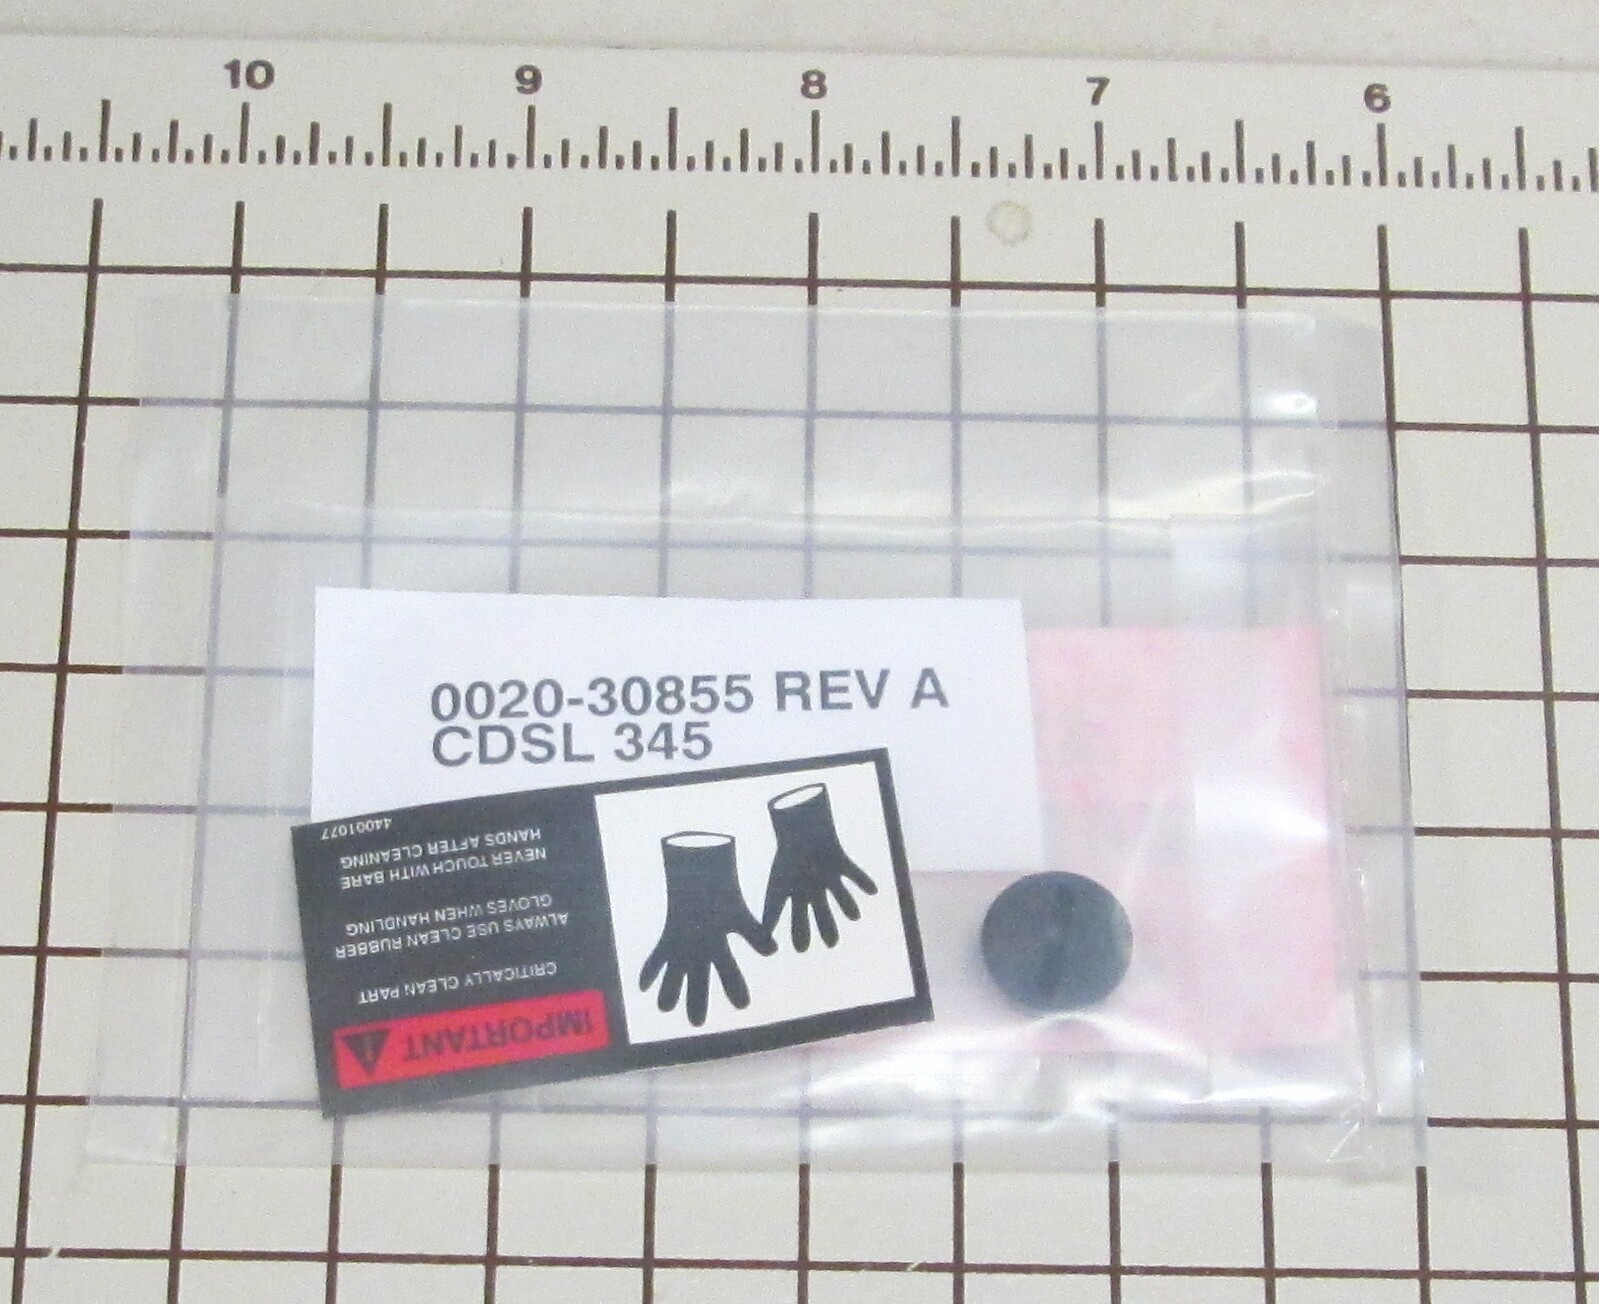 10 9 8 7 6
0020-30855 REV A
CDSL 345
IMPORTANT
CRITICALLY CLEAN PART
ALWAYS USE CLEAN RUBBER
GLOVES WHEN HANDLING
NEVER TOUCH WITH BARE
HANDS AFTER CLEANING
44001077